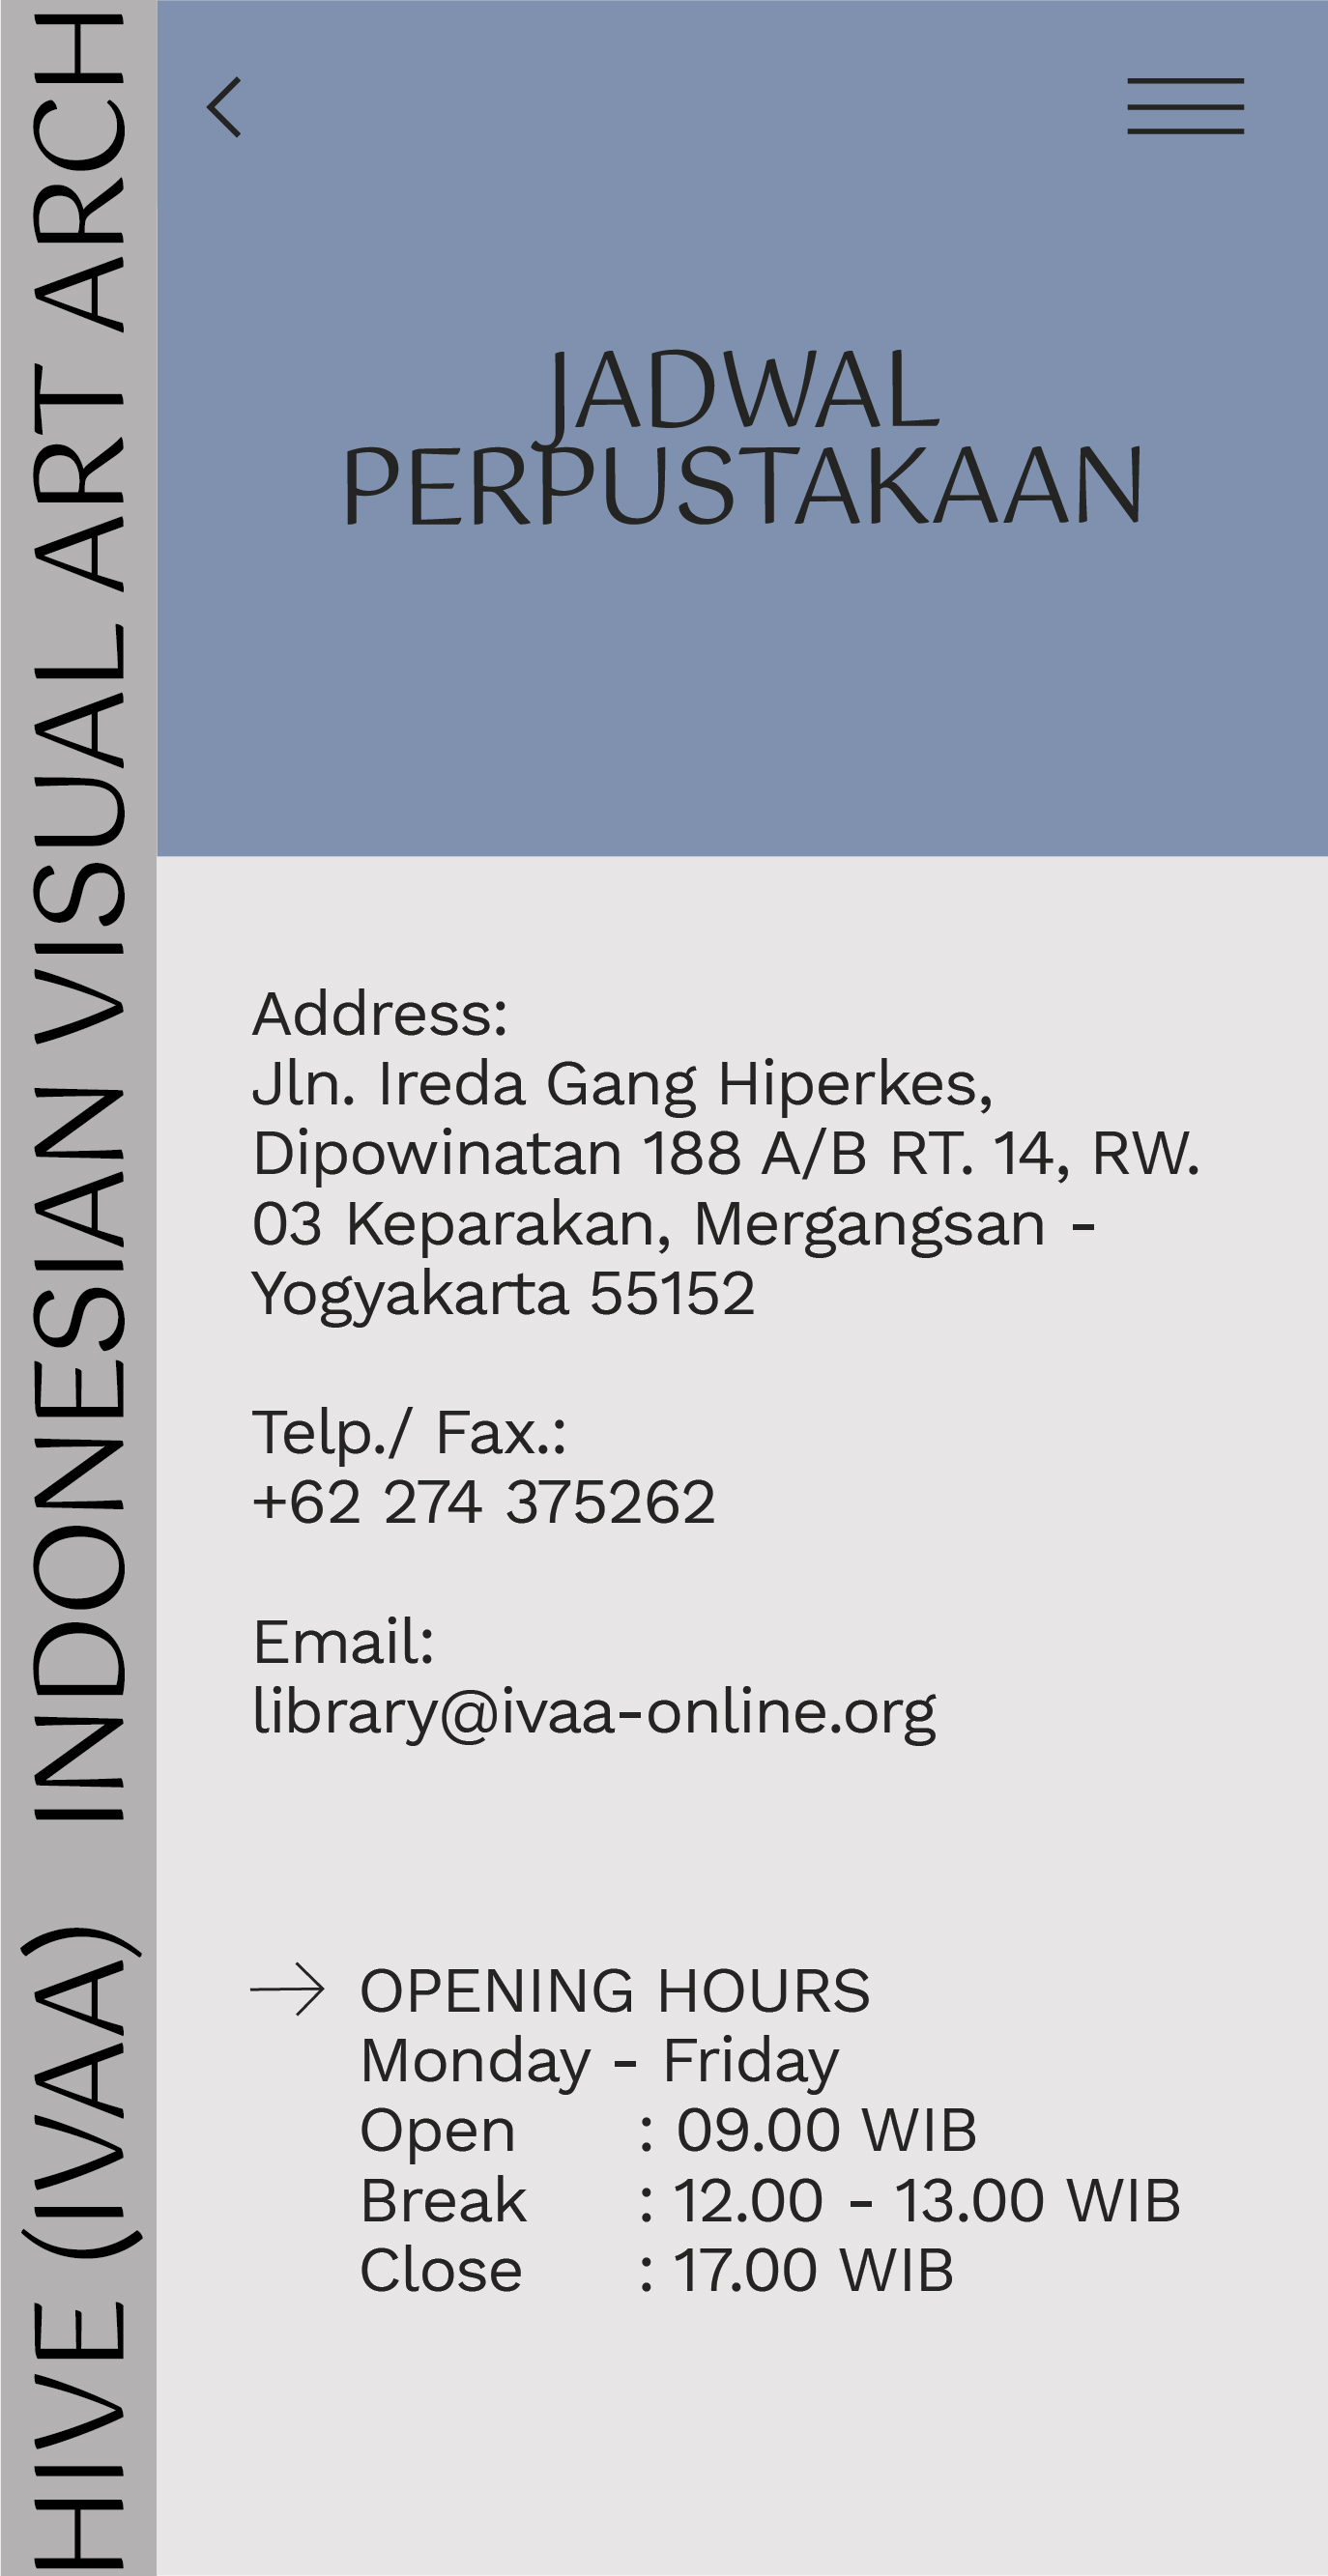 HIVE (IVAA)  INDONESIAN VISUAL ART ARCH
JADWAL
PERPUSTAKAAN
Address:
Jln. Ireda Gang Hiperkes,
Dipowinatan 188 A/B RT. 14, RW.
03 Keparakan, Mergangsan -
Yogyakarta 55152
Telp./ Fax.:
+62 274 375262
Email:
library@ivaa-online.org
OPENING HOURS
Monday - Friday
Open : 09.00 WIB
Break : 12.00 - 13.00 WIB
Close : 17.00 WIB